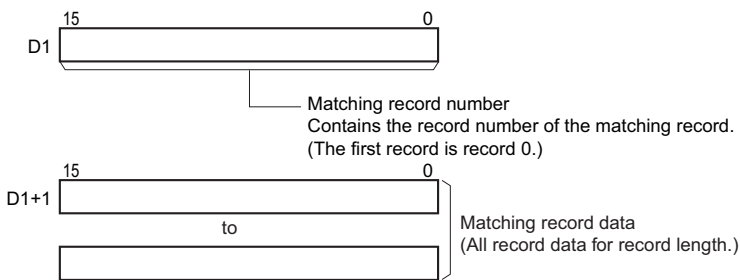 15 0
D1
Matching record number
Contains the record number of the matching record.
(The first record is record 0.)
15 0
D1+1
to
Matching record data
(All record data for record length.)